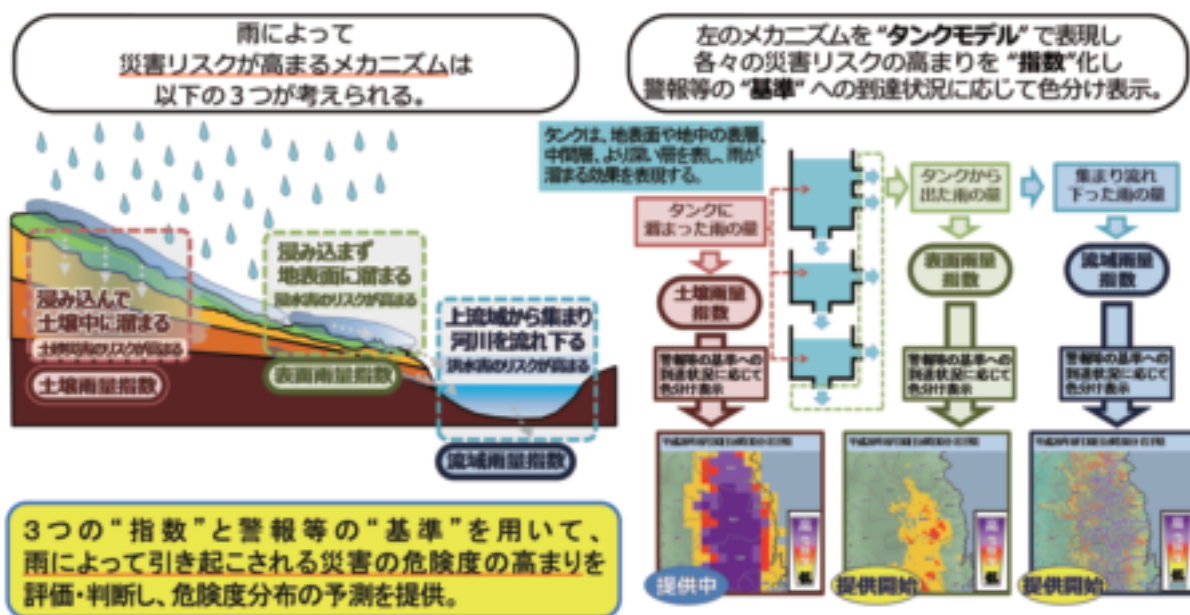 雨によって
災害リスクが高まるメカニズムは
以下の3つが考えられる。
浸み込んで
土壌中に溜まる
土砂災害のリスクが高まる
土壌雨量指数
浸み込まず
地表面に溜まる
浸水害のリスクが高まる
表面雨量指数
上流域から集まり
河川を流れ下る
洪水害のリスクが高まる
流域雨量指数
3つの“指数”と警報等の“基準”を用いて、
雨によって引き起こされる災害の危険度の高まりを
評価・判断し、危険度分布の予測を提供。
左のメカニズムを“タンクモデル”で表現し
各々の災害リスクの高まりを“指数”化し
警報等の“基準”への到達状況に応じて色分け表示。
タンクは、地表面や地中の表層、
中間層、より深い層を表し、雨が
溜まる効果を表現する。
タンクに
溜まった雨の量
土壌雨量
指数
警報等の基準への
到達状況に応じて
色分け表示
タンクから
出た雨の量
表面雨量
指数
警報等の基準への
到達状況に応じて
色分け表示
集まり流れ
下った雨の量
流域雨量
指数
警報等の基準への
到達状況に応じて
色分け表示
高
低
提供中
高
低
提供開始
高
低
提供開始